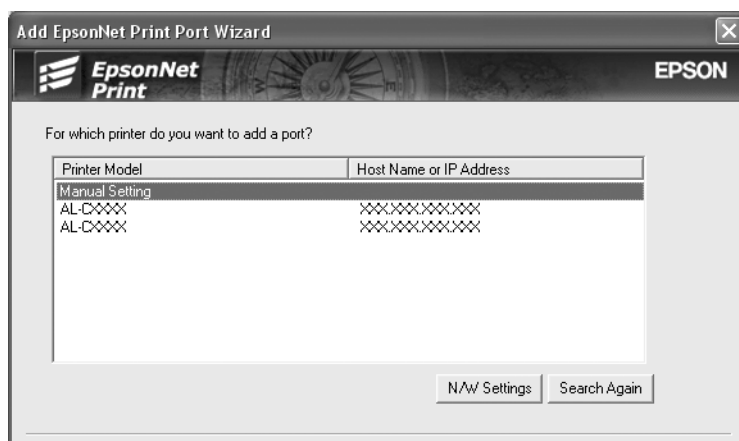 Add EpsonNet Print Port Wizard
EpsonNet
Print
EPSON
For which printer do you want to add a port?
Printer Model Host Name or IP Address
Manual Setting
AL-CXXXX XXX.XXX.XXX.XXX
AL-CXXXX XXX.XXX.XXX.XXX
N/W Settings Search Again